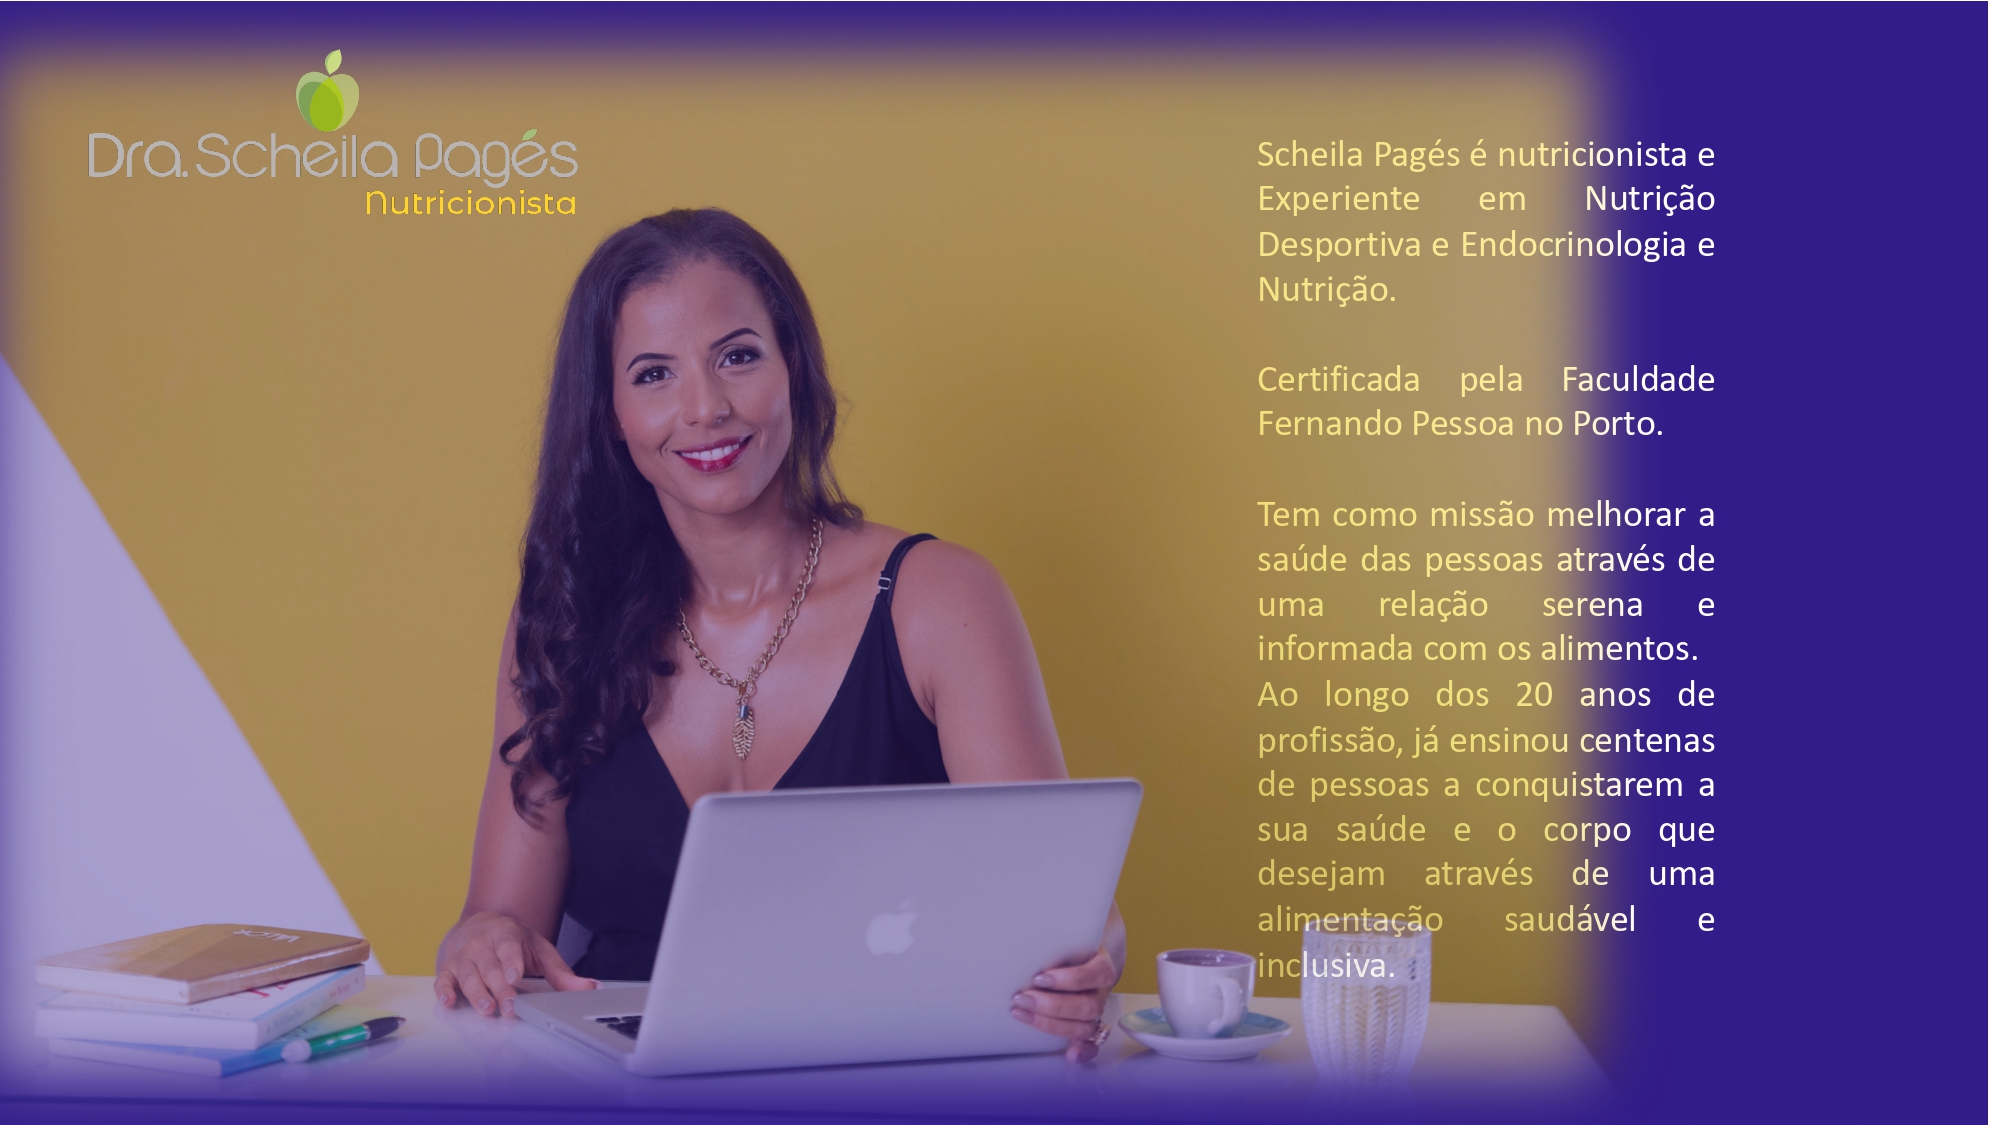 Dra. Scheila Pagés
Nutricionista
Scheila Pagés é nutricionista e
Experiente em Nutrição
Desportiva e Endocrinologia e
Nutrição.
Certificada pela Faculdade
Fernando Pessoa no Porto.
Tem como missão melhorar a
saúde das pessoas através de
uma relação serena e
informada com os alimentos.
Ao longo dos 20 anos de
profissão, já ensinou centenas
de pessoas a conquistarem a
sua saúde e o corpo que
desejam através de uma
alimentação saudável e
inclusiva.